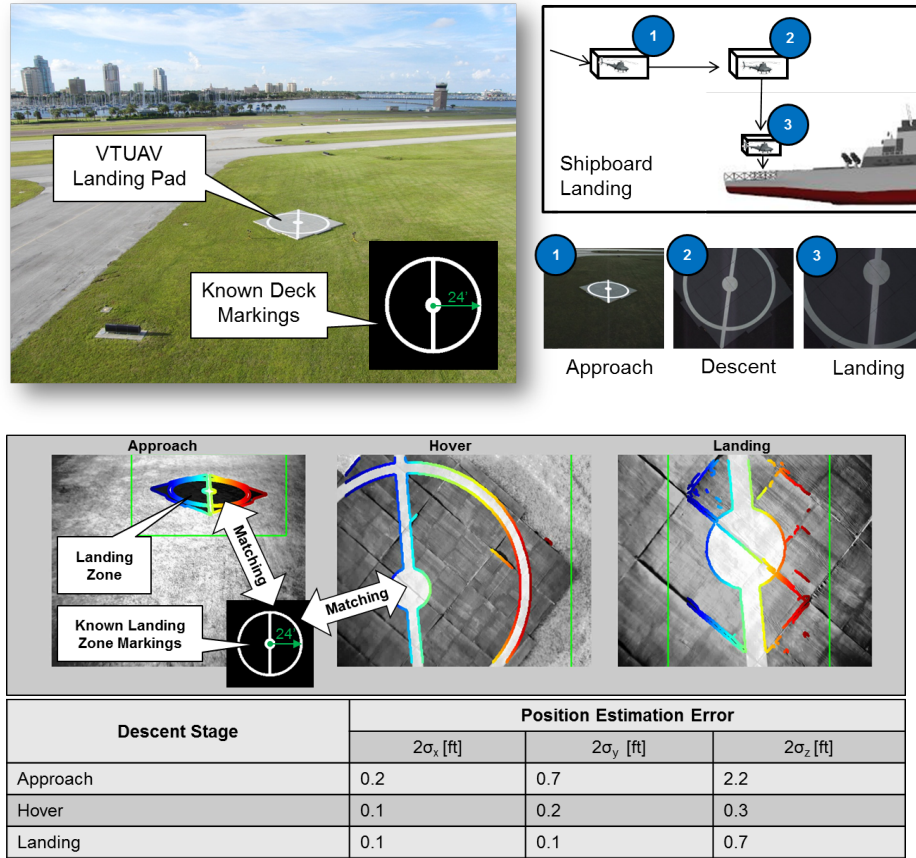 VTUAV
Landing Pad
Known Deck
Markings
24'
1
2
3
Shipboard
Landing
1
2
3
Approach
Descent
Landing
Approach
Hover
Landing
Landing
Zone
Matching
Matching
Known Landing
Zone Markings
24'
Descent Stage
Position Estimation Error
2σx [ft]
2σy [ft]
2σz [ft]
Approach
0.2
0.7
2.2
Hover
0.1
0.2
0.3
Landing
0.1
0.1
0.7